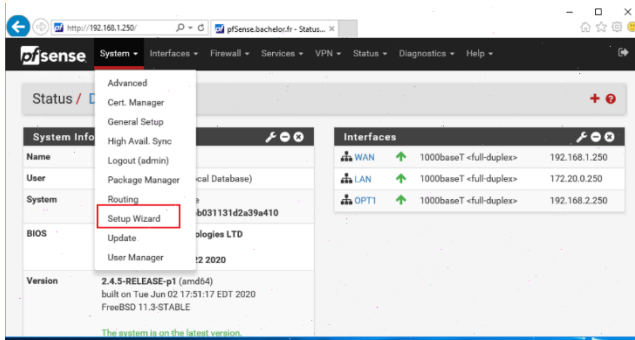 http://192.168.1.250/
pfSense.bachelor.fr - Status...
pfsense
System Interfaces Firewall Services VPN Status Diagnostics Help
Advanced
Cert. Manager
General Setup
High Avail. Sync
Logout (admin)
Package Manager
Routing
Setup Wizard
Update
User Manager
Status /
System Info
Name
User
cal Database)
System
b031131d2a39a410
BIOS
ologies LTD
22 2020
Version
2.4.5-RELEASE-p1 (amd64)
built on Tue Jun 02 17:51:17 EDT 2020
FreeBSD 11.3-STABLE
The system is on the latest version.
Interfaces
WAN 1000baseT <full-duplex> 192.168.1.250
LAN 1000baseT <full-duplex> 172.20.0.250
OPT1 1000baseT <full-duplex> 192.168.2.250